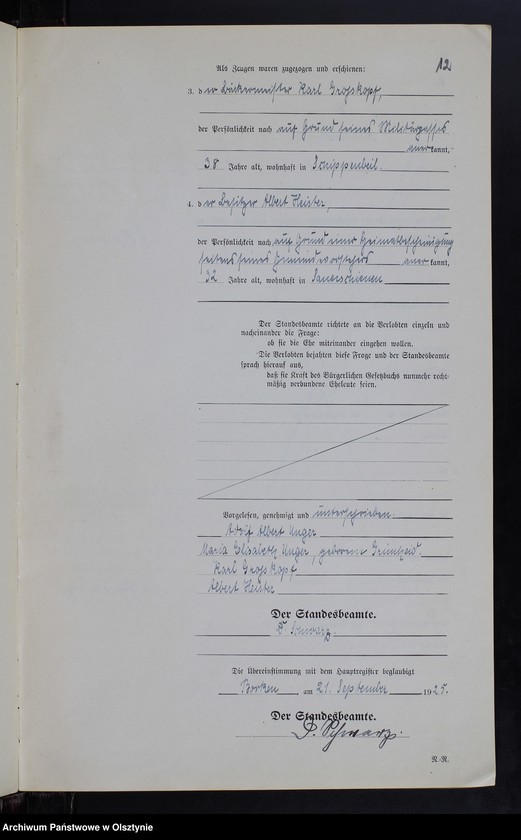 12
Als Zeugen waren zugezogen und erschienen:
3. der Bäckermeister Karl Großkopf,
der Persönlichkeit nach auf Grund seines Militärpasses
anerkannt,
38 Jahre alt, wohnhaft in Schippenbeil.
4. der Besitzer Albert Heister,
der Persönlichkeit nach auf Grund einer Heimatbescheinigung
seitens seines Gemeindevorstehers anerkannt,
32 Jahre alt, wohnhaft in
Der Standesbeamte richtete an die Verlobten einzeln und
nacheinander die Frage:
ob sie die Ehe miteinander eingehen wollen.
Die Verlobten bejahten diese Frage und der Standesbeamte
sprach hierauf aus,
daß sie kraft des Bürgerlichen Gesetzbuchs nunmehr recht-
mäßig verbundene Eheleute seien.
Vorgelesen, genehmigt und unterschrieben.
Adolf Albert Unger
Maria Elisabeth Unger, geborene
Karl Großkopf
Albert Heister
Der Standesbeamte.
Schwarz.
Die Übereinstimmung mit dem Hauptregister beglaubigt
Borken, am 21. September 1925.
Der Standesbeamte.
Schwarz.
R.-R.
Archiwum Państwowe w Olsztynie